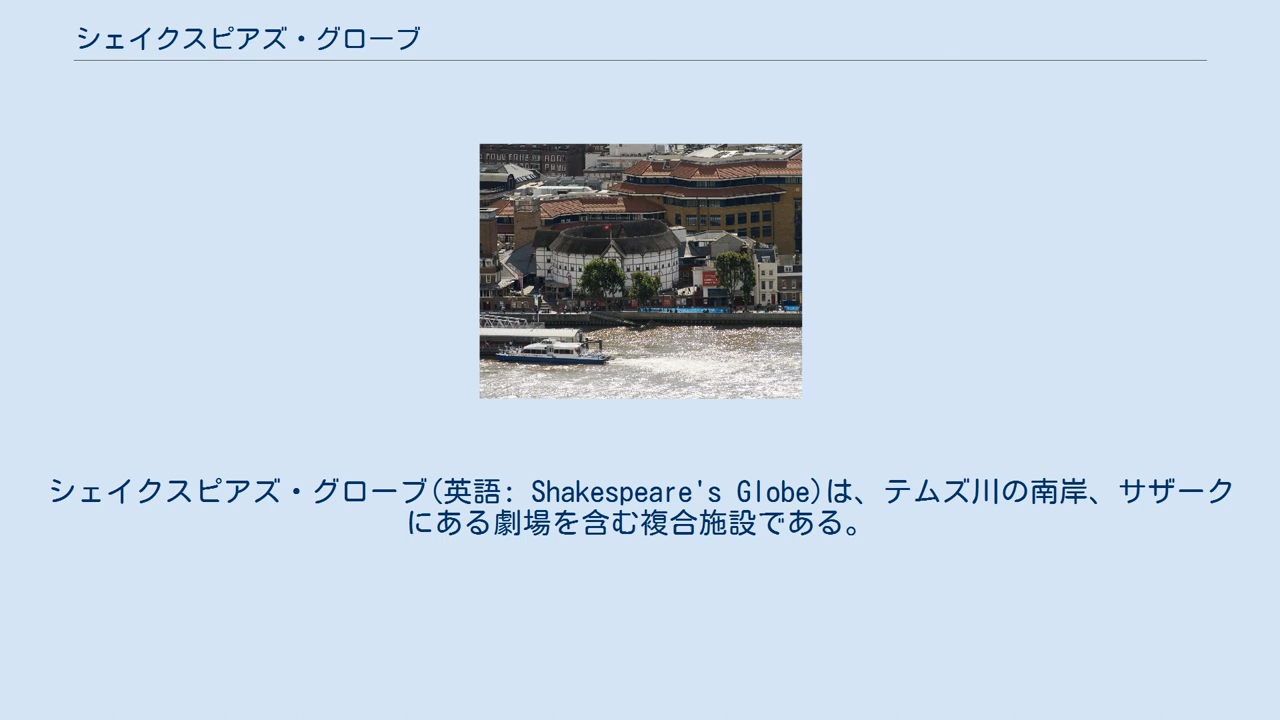 シェイクスピアズ・グローブ
シェイクスピアズ・グローブ(英語: Shakespeare's Globe)は、テムズ川の南岸、サザーク
にある劇場を含む複合施設である。